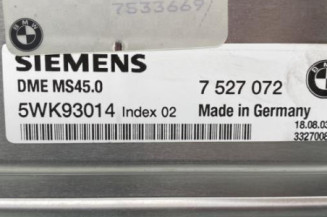 7533669
SIEMENS
DME MS45.0
7 527 072
5WK93014 Index 02
Made in Germany
18.08.03
3327008